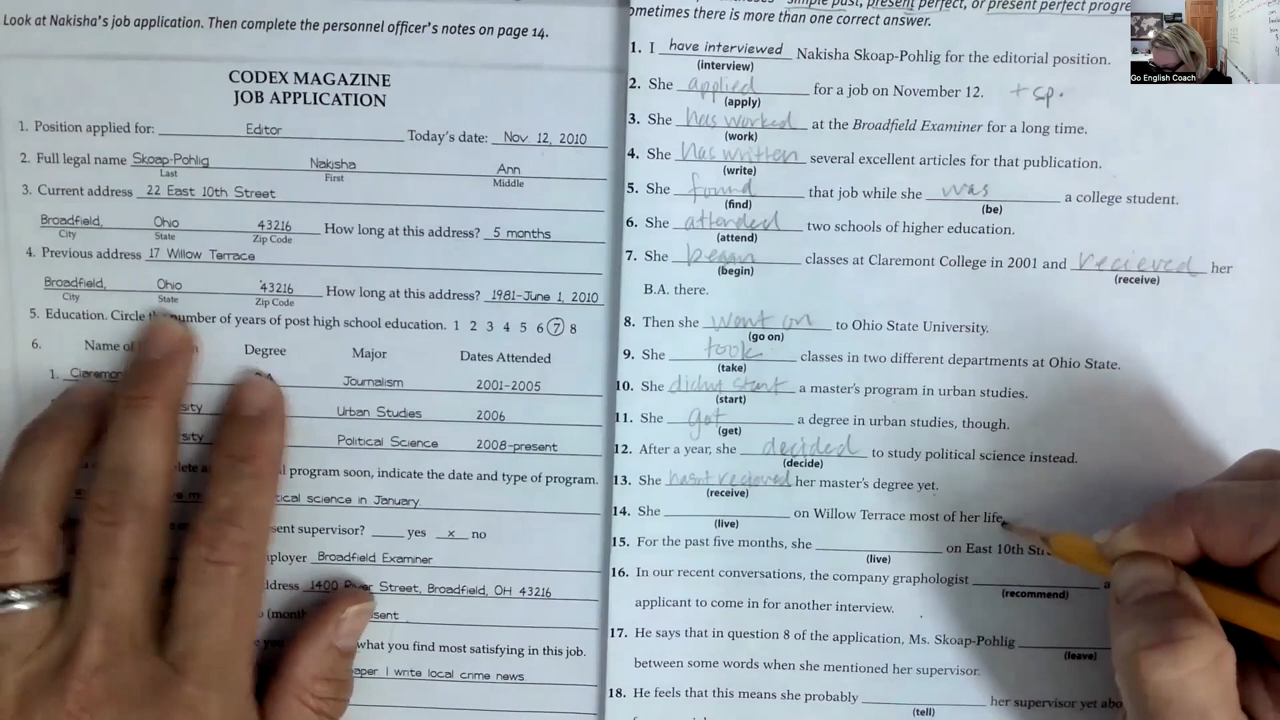 Look at Nakisha's job application. Then complete the personnel officer's notes on page 14.
CODEX MAGAZINE
JOB APPLICATION
1. Position applied for: Editor Today's date: Nov 12, 2010
2. Full legal name Skoap-Pohlig Nakisha Ann
Last First Middle
3. Current address 22 East 10th Street
Broadfield, Ohio 43216 How long at this address? 5 months
City State Zip Code
4. Previous address 17 Willow Terrace
Broadfield, Ohio 43216 How long at this address? 1981-June 1, 2010
City State Zip Code
5. Education. Circle number of years of post high school education. 1 2 3 4 5 6 7 8
6. Name of Degree Major Dates Attended
1. Journalism 2001-2005
Urban Studies 2006
Political Science 2008-present
program soon, indicate the date and type of program.
science in January
supervisor? yes x no
Broadfield Examiner
1400 Street, Broadfield, OH 43216
what you find most satisfying in this job.
I write local crime news
simple past, present perfect, or present perfect
there is more than one correct answer.
1. I have interviewed Nakisha Skoap-Pohlig for the editorial position.
(interview)
2. She applied for a job on November 12. + sp.
(apply)
3. She has worked at the Broadfield Examiner for a long time.
(work)
4. She has written several excellent articles for that publication.
(write)
5. She found that job while she was a college student.
(find) (be)
6. She attended two schools of higher education.
(attend)
7. She began classes at Claremont College in 2001 and recieved her
(begin) (receive)
B.A. there.
8. Then she went on to Ohio State University.
(go on)
9. She took classes in two different departments at Ohio State.
(take)
10. She didn't start a master's program in urban studies.
(start)
11. She got a degree in urban studies, though.
(get)
12. After a year, she decided to study political science instead.
(decide)
13. She hasn't recieved her master's degree yet.
(receive)
14. She on Willow Terrace most of her life.
(live)
15. For the past five months, she on East 10th
(live)
16. In our recent conversations, the company graphologist
(recommend)
applicant to come in for another interview.
17. He says that in question 8 of the application, Ms. Skoap-Pohlig
(leave)
between some words when she mentioned her supervisor.
18. He feels that this means she probably her supervisor yet
(tell)
Go English Coach